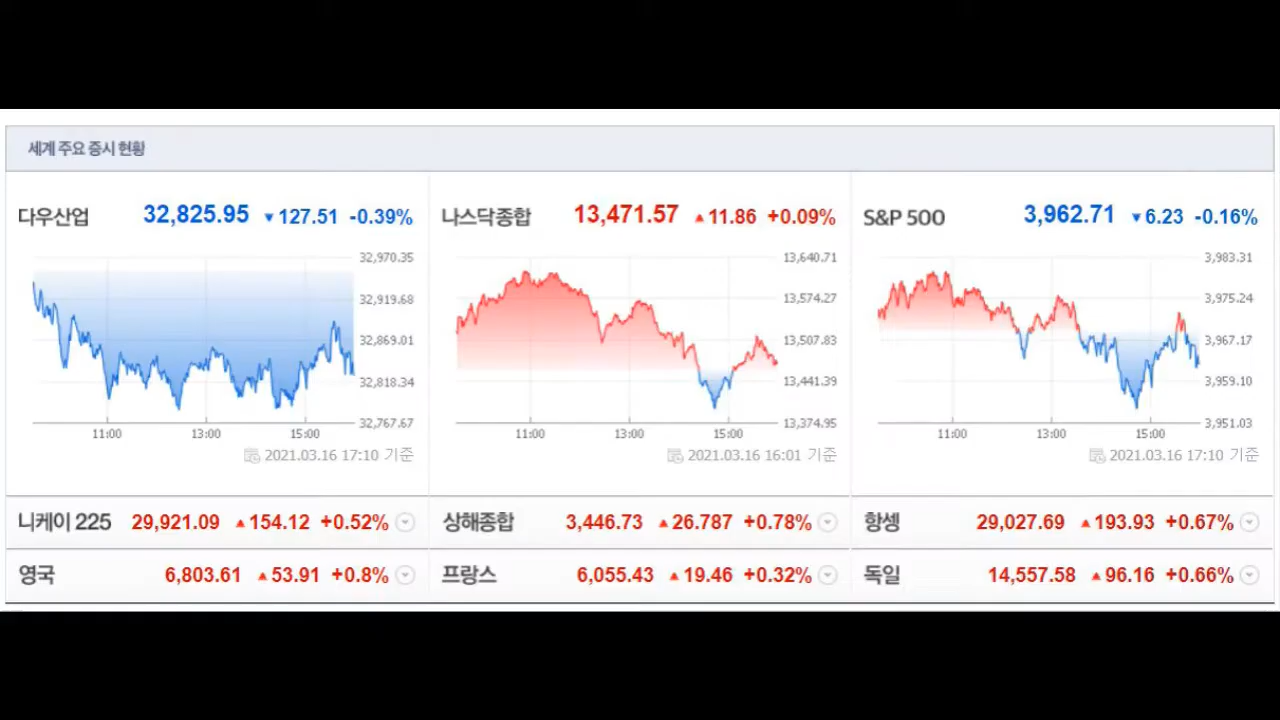 세계 주요 증시 현황
다우산업 32,825.95 ▼127.51 -0.39%
32,970.35
32,919.68
32,869.01
32,818.34
32,767.67
11:00 13:00 15:00
2021.03.16 17:10 기준
나스닥종합 13,471.57 ▲11.86 +0.09%
13,640.71
13,574.27
13,507.83
13,441.39
13,374.95
11:00 13:00 15:00
2021.03.16 16:01 기준
S&P 500 3,962.71 ▼6.23 -0.16%
3,983.31
3,975.24
3,967.17
3,959.10
3,951.03
11:00 13:00 15:00
2021.03.16 17:10 기준
니케이 225 29,921.09 ▲154.12 +0.52%
상해종합 3,446.73 ▲26.787 +0.78%
항셍 29,027.69 ▲193.93 +0.67%
영국 6,803.61 ▲53.91 +0.8%
프랑스 6,055.43 ▲19.46 +0.32%
독일 14,557.58 ▲96.16 +0.66%